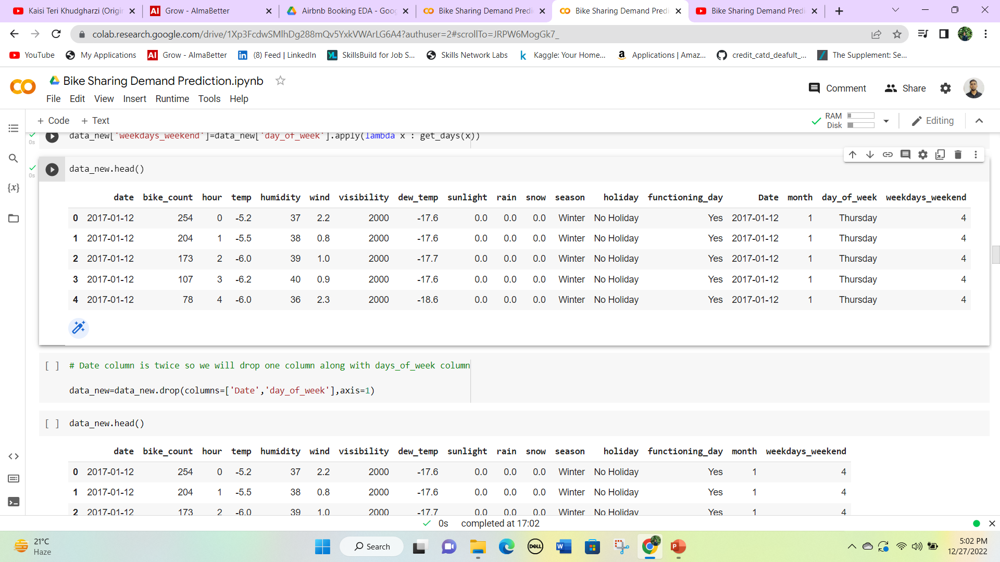 Kaisi Teri Khudgharzi (Origin
Grow - AlmaBetter
Airbnb Booking EDA - Goog
Bike Sharing Demand Predi
Bike Sharing Demand Predi
Bike Sharing Demand Predi
colab.research.google.com/drive/1Xp3FcdwSMlhDg288mQv5YxkVWArLG6A4?authuser=2#scrollTo=JRPW6MogGk7_
YouTube My Applications Grow - AlmaBetter (8) Feed | LinkedIn SkillsBuild for Job S... Skills Network Labs Kaggle: Your Home... Applications | Amaz... credit_catd_deafult_... The Supplement: Se...
Bike Sharing Demand Prediction.ipynb
Comment Share
File Edit View Insert Runtime Tools Help
+ Code + Text
RAM
Disk
Editing
0s
data_new['weekdays_weekend']=data_new['day_of_week'].apply(lambda x : get_days(x))
0s
data_new.head()
date bike_count hour temp humidity wind visibility dew_temp sunlight rain snow season holiday functioning_day Date month day_of_week weekdays_weekend
0 2017-01-12 254 0 -5.2 37 2.2 2000 -17.6 0.0 0.0 0.0 Winter No Holiday Yes 2017-01-12 1 Thursday 4
1 2017-01-12 204 1 -5.5 38 0.8 2000 -17.6 0.0 0.0 0.0 Winter No Holiday Yes 2017-01-12 1 Thursday 4
2 2017-01-12 173 2 -6.0 39 1.0 2000 -17.7 0.0 0.0 0.0 Winter No Holiday Yes 2017-01-12 1 Thursday 4
3 2017-01-12 107 3 -6.2 40 0.9 2000 -17.6 0.0 0.0 0.0 Winter No Holiday Yes 2017-01-12 1 Thursday 4
4 2017-01-12 78 4 -6.0 36 2.3 2000 -18.6 0.0 0.0 0.0 Winter No Holiday Yes 2017-01-12 1 Thursday 4
[ ] # Date column is twice so we will drop one column along with days_of_week column
data_new=data_new.drop(columns=['Date','day_of_week'],axis=1)
[ ] data_new.head()
date bike_count hour temp humidity wind visibility dew_temp sunlight rain snow season holiday functioning_day month weekdays_weekend
0 2017-01-12 254 0 -5.2 37 2.2 2000 -17.6 0.0 0.0 0.0 Winter No Holiday Yes 1 4
1 2017-01-12 204 1 -5.5 38 0.8 2000 -17.6 0.0 0.0 0.0 Winter No Holiday Yes 1 4
2 2017-01-12 173 2 -6.0 39 1.0 2000 -17.7 0.0 0.0 0.0 Winter No Holiday Yes 1 4
0s completed at 17:02
21°C
Haze
Search
5:02 PM
12/27/2022